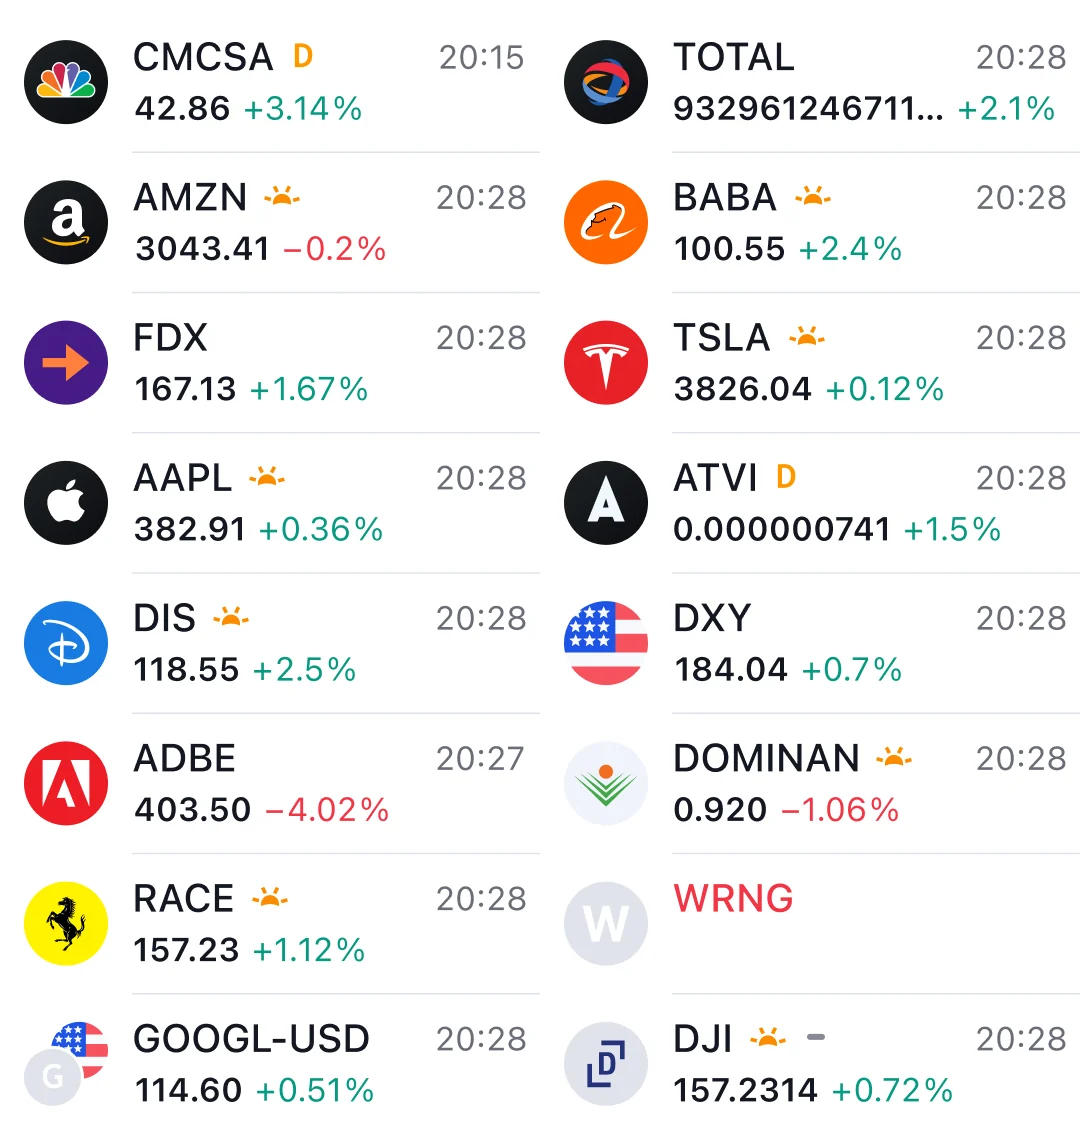 CMCSA D 20:15
42.86 +3.14%
AMZN 20:28
3043.41 −0.2%
FDX 20:28
167.13 +1.67%
AAPL 20:28
382.91 +0.36%
DIS 20:28
118.55 +2.5%
ADBE 20:27
403.50 −4.02%
RACE 20:28
157.23 +1.12%
G
GOOGL-USD 20:28
114.60 +0.51%
TOTAL 20:28
932961246711... +2.1%
BABA 20:28
100.55 +2.4%
TSLA 20:28
3826.04 +0.12%
A
ATVI D 20:28
0.000000741 +1.5%
DXY 20:28
184.04 +0.7%
DOMINAN 20:28
0.920 −1.06%
W
WRNG
D
DJI 20:28
157.2314 +0.72%